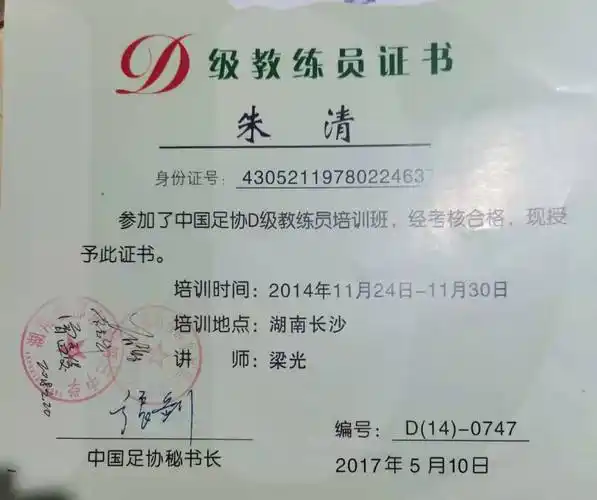 D级教练员证书
朱清
身份证号: 43052119780224637
参加了中国足协D级教练员培训班，经考核合格，现授
予此证书。
培训时间：2014年11月24日-11月30日
培训地点：湖南长沙
讲 师：梁光
2018.2.20
编号： D(14)-0747
中国足协秘书长
2017年5月10日